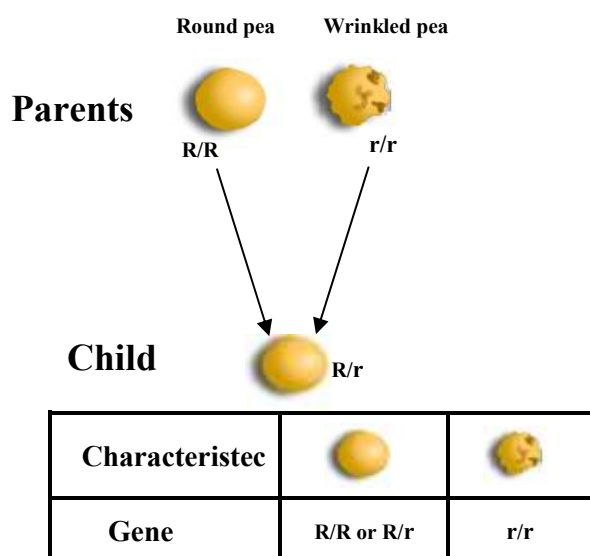 Round pea Wrinkled pea
Parents
R/R r/r
Child
R/r
Characteristec
Gene R/R or R/r r/r